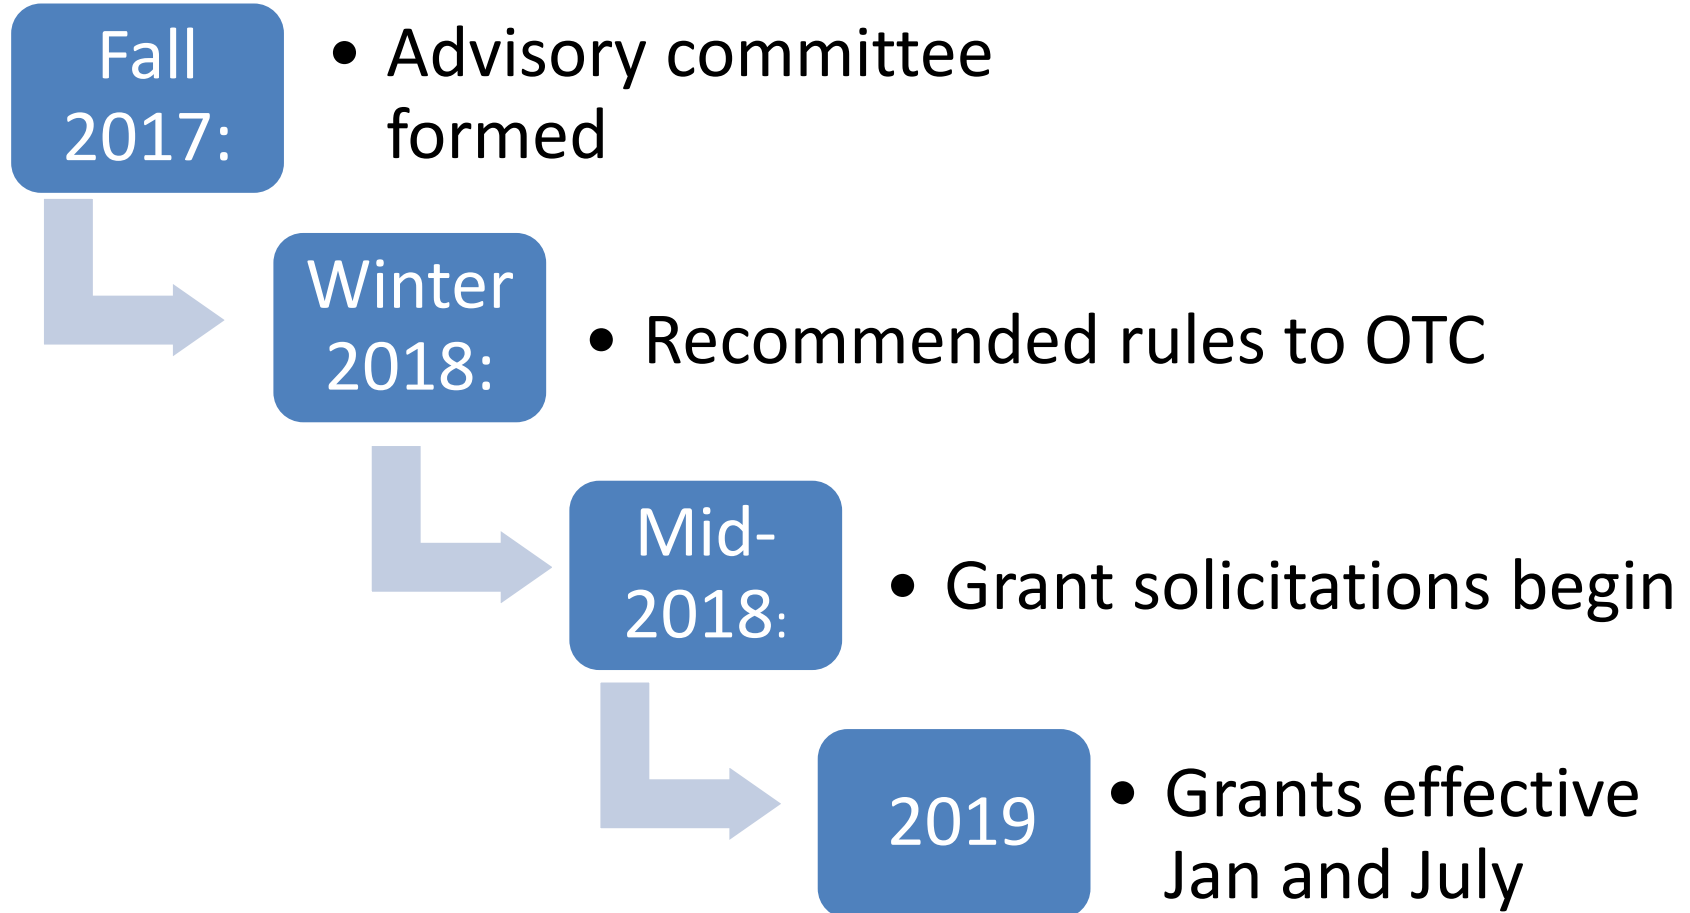 Fall
2017:
• Advisory committee
formed
Winter
2018:
• Recommended rules to OTC
Mid-
2018:
• Grant solicitations begin
2019
• Grants effective
Jan and July